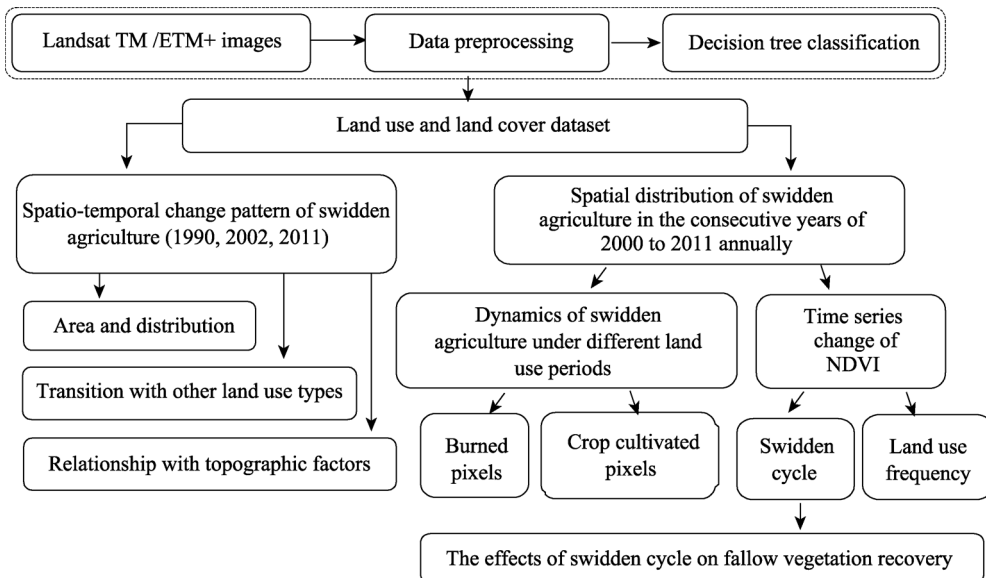 Landsat TM /ETM+ images
Data preprocessing
Decision tree classification
Land use and land cover dataset
Spatio-temporal change pattern of swidden
agriculture (1990, 2002, 2011)
Spatial distribution of swidden
agriculture in the consecutive years of
2000 to 2011 annually
Area and distribution
Transition with other land use types
Relationship with topographic factors
Dynamics of swidden
agriculture under different land
use periods
Time series
change of
NDVI
Burned
pixels
Crop cultivated
pixels
Swidden
cycle
Land use
frequency
The effects of swidden cycle on fallow vegetation recovery